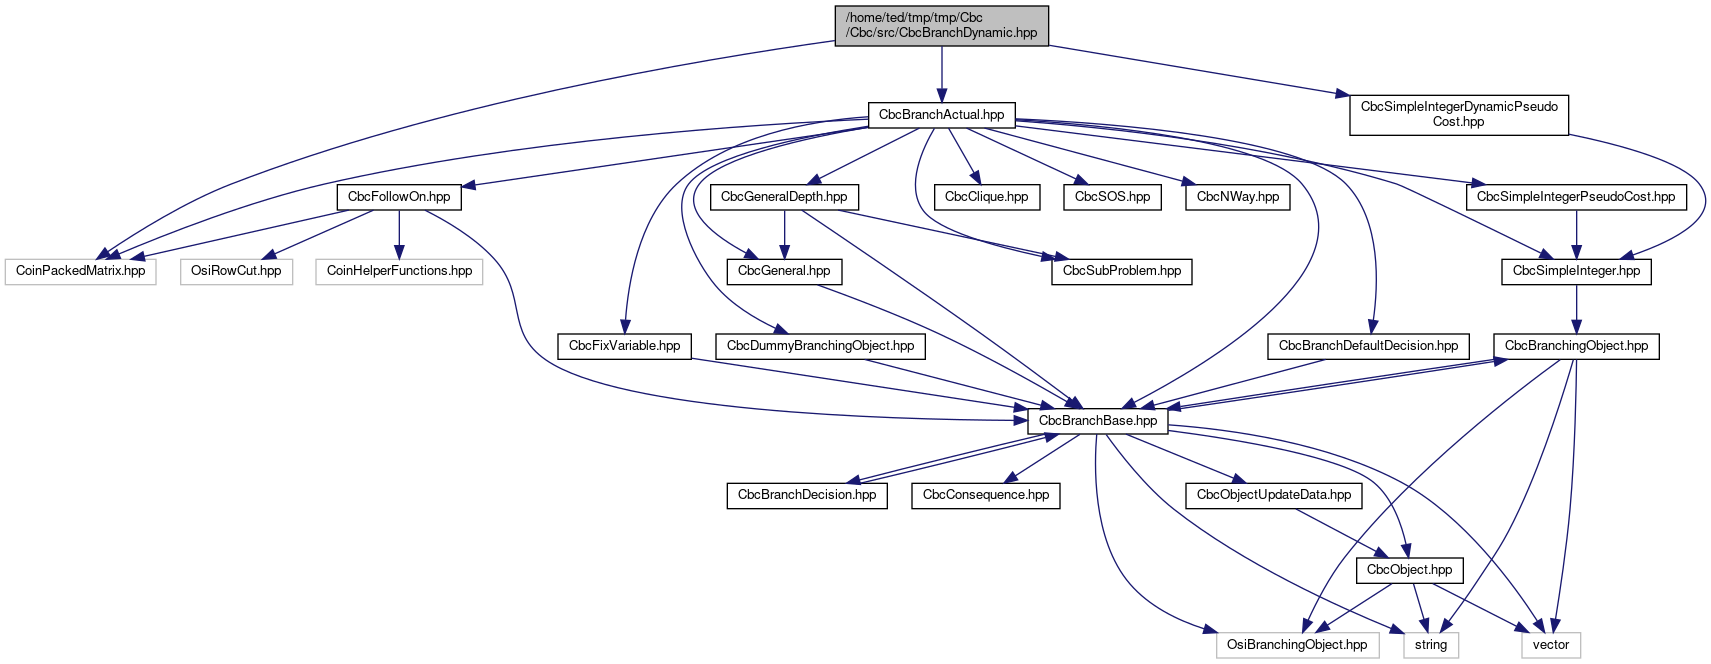 /home/ted/tmp/tmp/Cbc
/Cbc/src/CbcBranchDynamic.hpp
CbcBranchActual.hpp
CbcSimpleIntegerDynamicPseudo
Cost.hpp
CbcFollowOn.hpp
CbcGeneralDepth.hpp
CbcClique.hpp
CbcSOS.hpp
CbcNWay.hpp
CbcSimpleIntegerPseudoCost.hpp
CoinPackedMatrix.hpp
OsiRowCut.hpp
CoinHelperFunctions.hpp
CbcGeneral.hpp
CbcSubProblem.hpp
CbcSimpleInteger.hpp
CbcFixVariable.hpp
CbcDummyBranchingObject.hpp
CbcBranchDefaultDecision.hpp
CbcBranchingObject.hpp
CbcBranchBase.hpp
CbcBranchDecision.hpp
CbcConsequence.hpp
CbcObjectUpdateData.hpp
CbcObject.hpp
OsiBranchingObject.hpp
string
vector